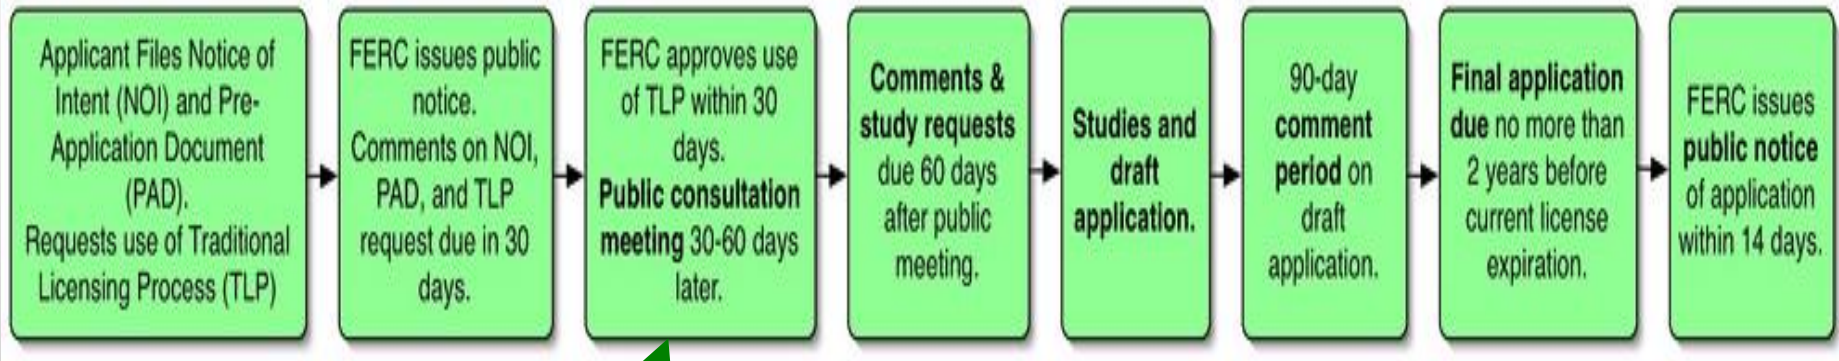 Applicant Files Notice of
Intent (NOI) and Pre-
Application Document
(PAD).
Requests use of Traditional
Licensing Process (TLP)
FERC issues public
notice.
Comments on NOI,
PAD, and TLP
request due in 30
days.
FERC approves use
of TLP within 30
days.
Public consultation
meeting 30-60 days
later.
Comments &
study requests
due 60 days
after public
meeting.
Studies and
draft
application.
90-day
comment
period on
draft
application.
Final application
due no more than
2 years before
current license
expiration.
FERC issues
public notice
of application
within 14 days.